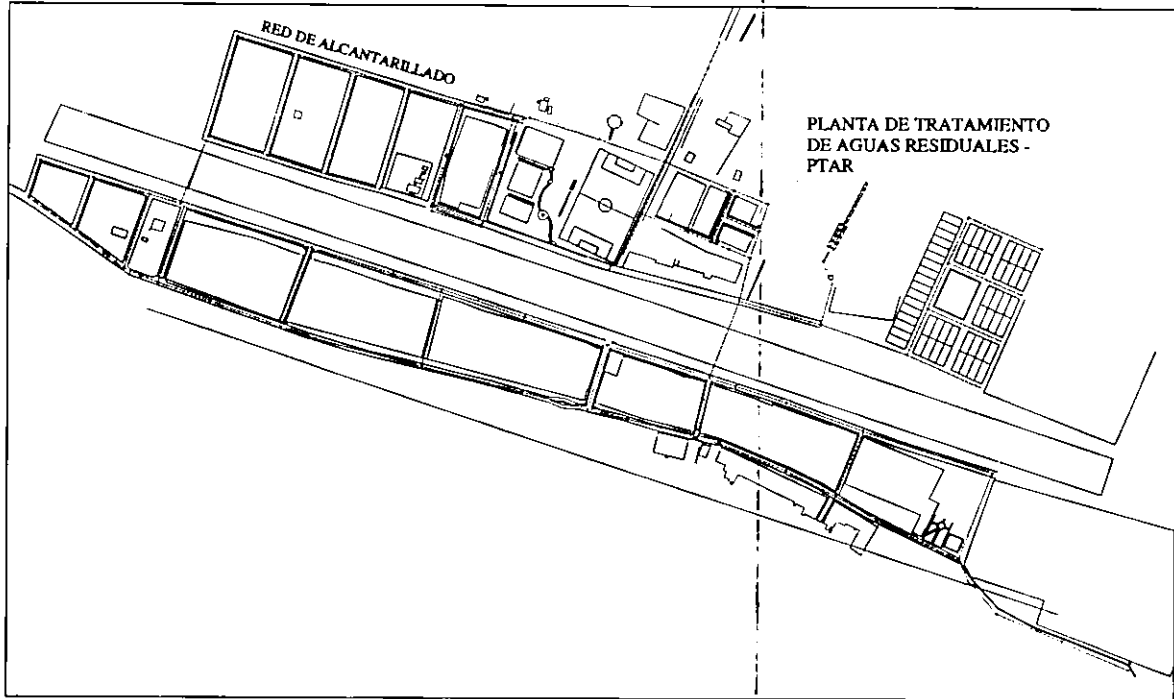 RED DE ALCANTARILLADO
PLANTA DE TRATAMIENTO
DE AGUAS RESIDUALES -
PTAR